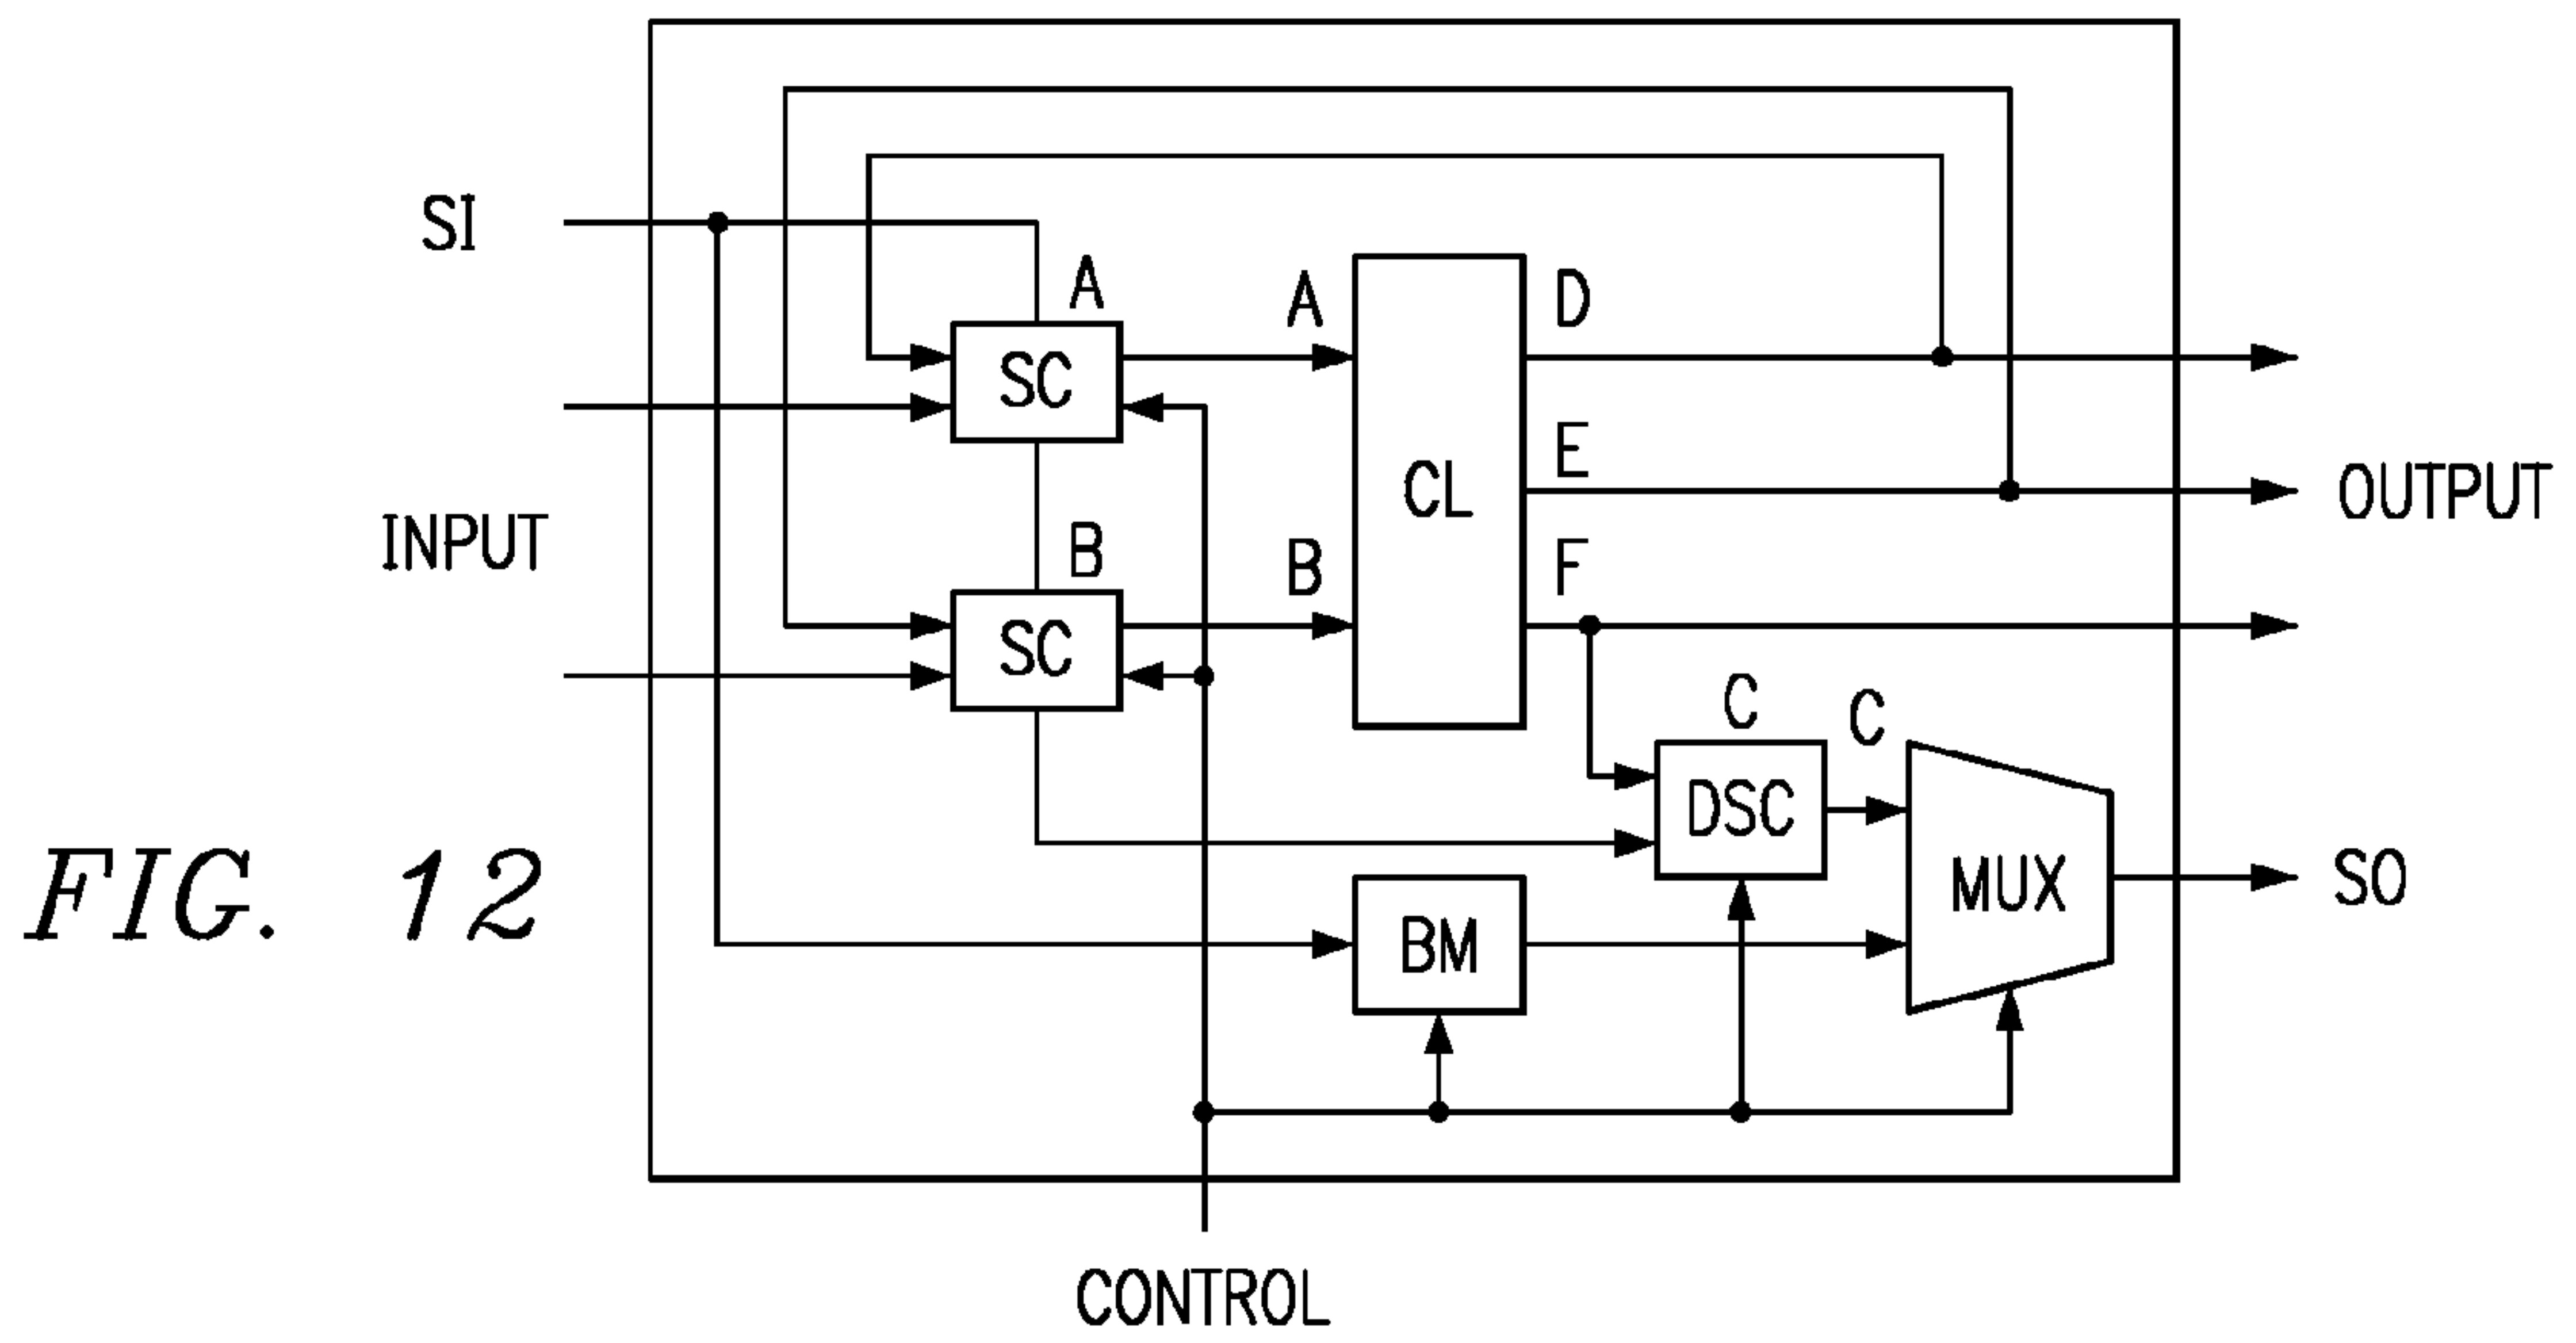 SI
A
A
D
SC
E
CL
OUTPUT
INPUT
B
B
F
SC
C
C
DSC
MUX
SO
BM
FIG. 12
CONTROL